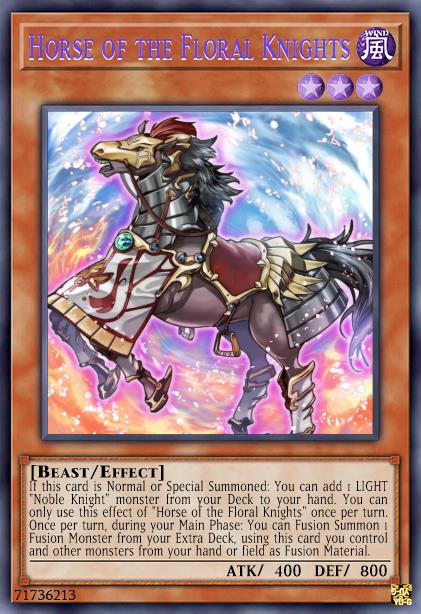 Horse of the Floral Knights
WIND
風
[Beast/Effect]
If this card is Normal or Special Summoned: You can add 1 LIGHT
"Noble Knight" monster from your Deck to your hand. You can
only use this effect of "Horse of the Floral Knights" once per turn.
Once per turn, during your Main Phase: You can Fusion Summon 1
Fusion Monster from your Extra Deck, using this card you control
and other monsters from your hand or field as Fusion Material.
ATK/ 400 DEF/ 800
71736213